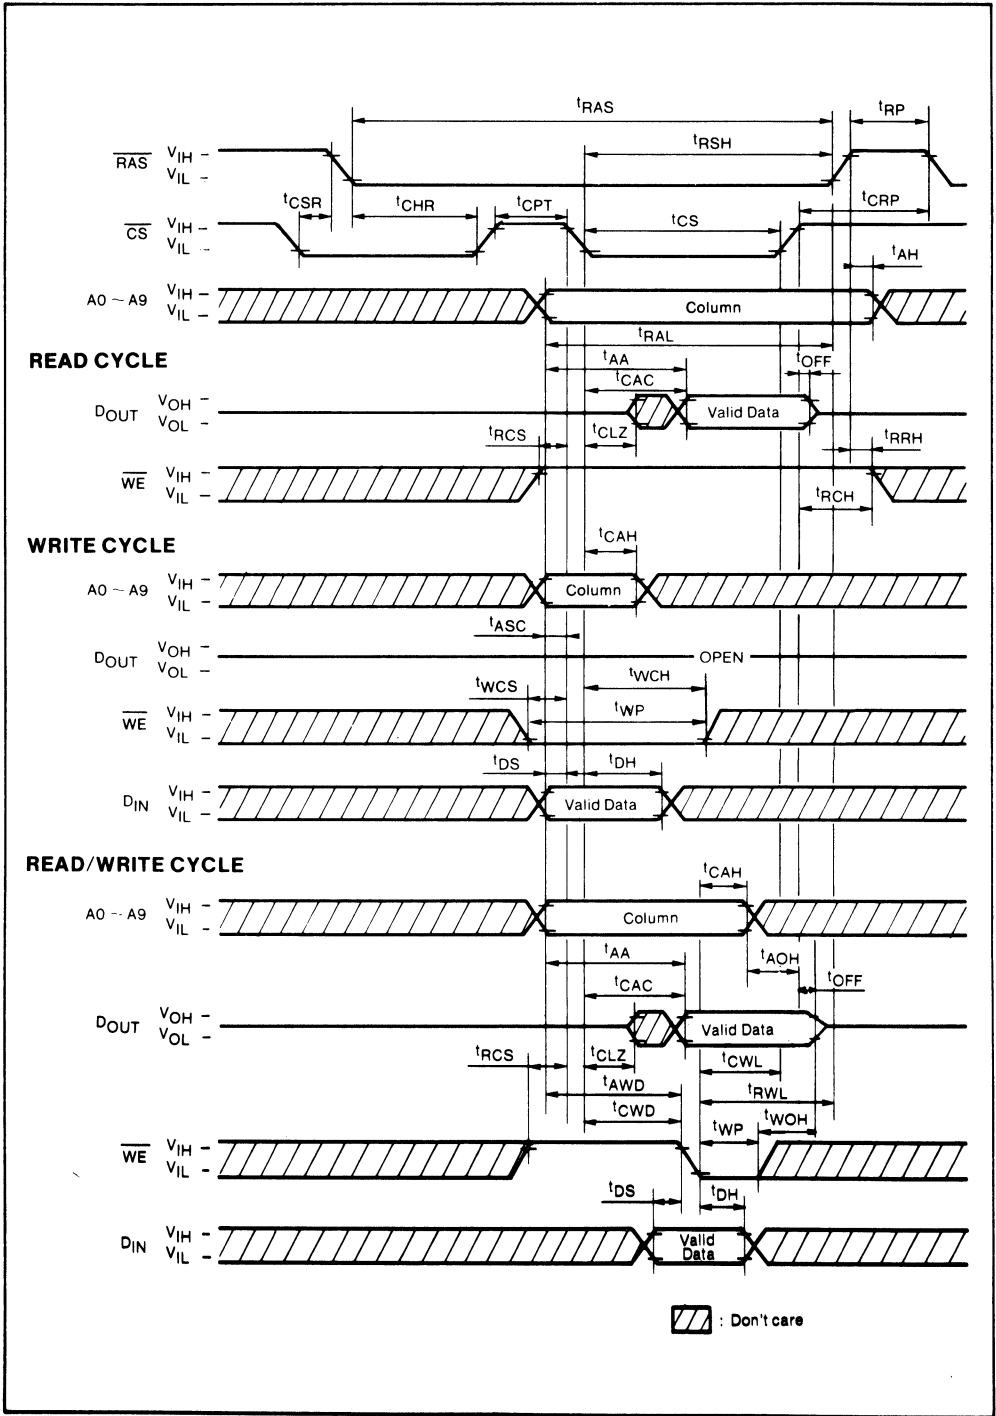 tRAS
tRP
tRSH
RAS VIH
VIL
tCSR
tCHR
tCPT
tCRP
CS VIH
VIL
tCS
tAH
A0 ~ A9 VIH
VIL
Column
tRAL
READ CYCLE
tAA
tOFF
tCAC
DOUT VOH
VOL
Valid Data
tRCS
tCLZ
tRRH
WE VIH
VIL
tRCH
WRITE CYCLE
tCAH
A0 ~ A9 VIH
VIL
Column
tASC
DOUT VOH
VOL
OPEN
tWCH
tWCS
tWP
WE VIH
VIL
tDS
tDH
DIN VIH
VIL
Valid Data
READ/WRITE CYCLE
tCAH
A0 ~ A9 VIH
VIL
Column
tAA
tAOH
tOFF
tCAC
DOUT VOH
VOL
Valid Data
tRCS
tCLZ
tCWL
tAWD
tRWL
tCWD
tWP
tWOH
WE VIH
VIL
tDS
tDH
DIN VIH
VIL
Valid
Data
: Don't care